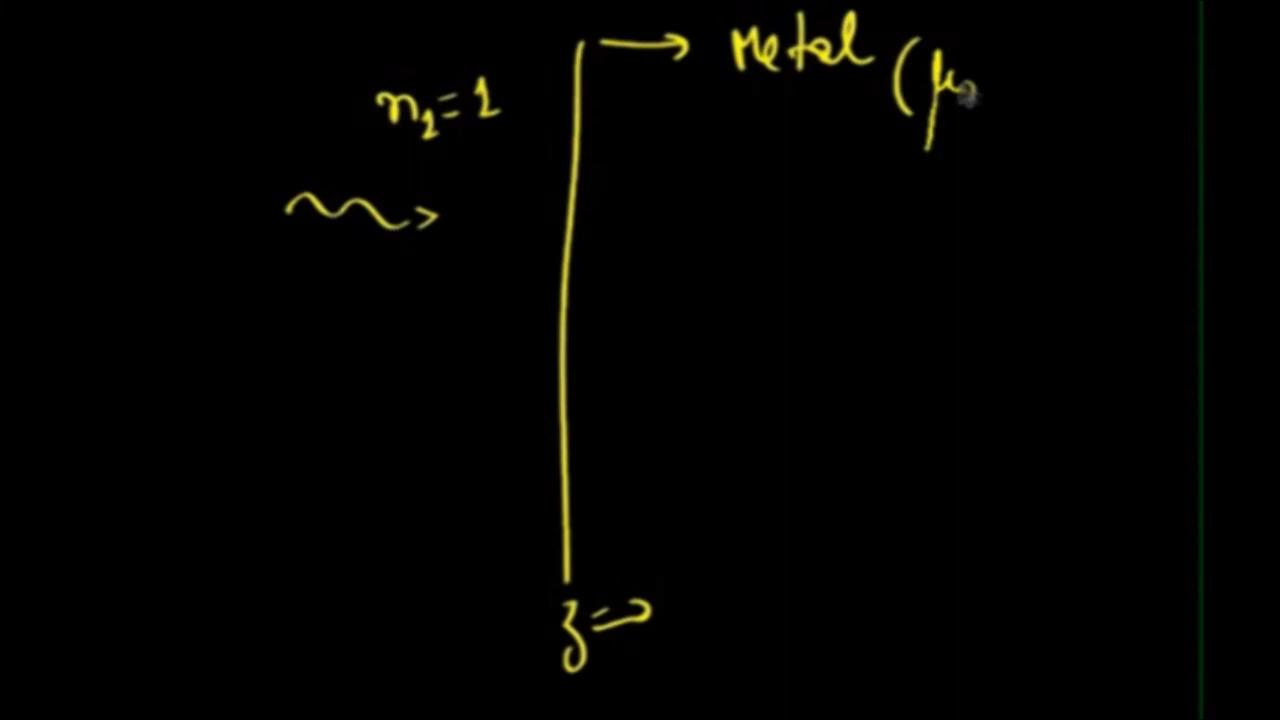 → Metal (μ
n₁ = 1
z=0